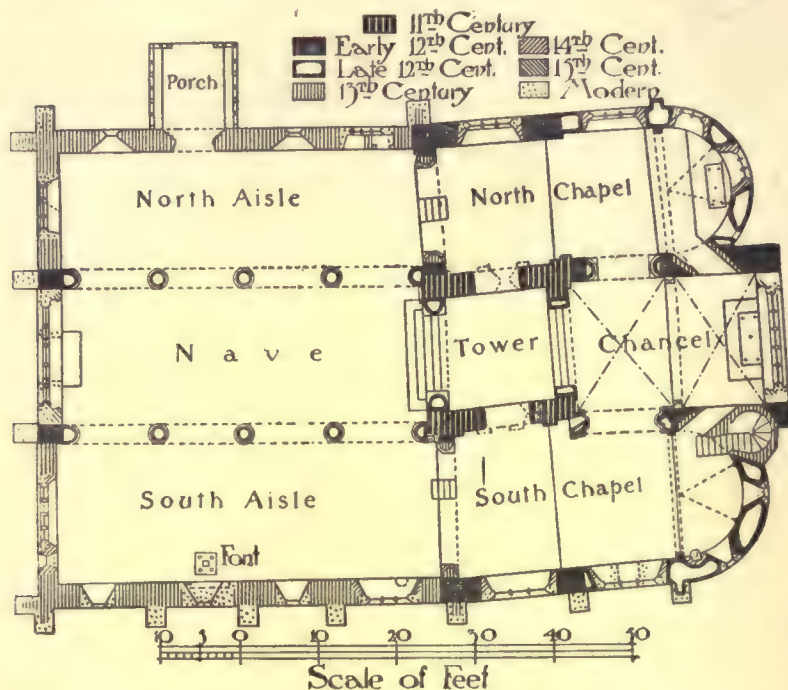 11th Century
Early 12th Cent.
14th Cent.
Late 12th Cent.
15th Cent.
13th Century
Modern
Porch
North Aisle
North Chapel
Nave
Tower
Chancel
South Aisle
South Chapel
Font
10 5 0 10 20 30 40 50
Scale of Feet